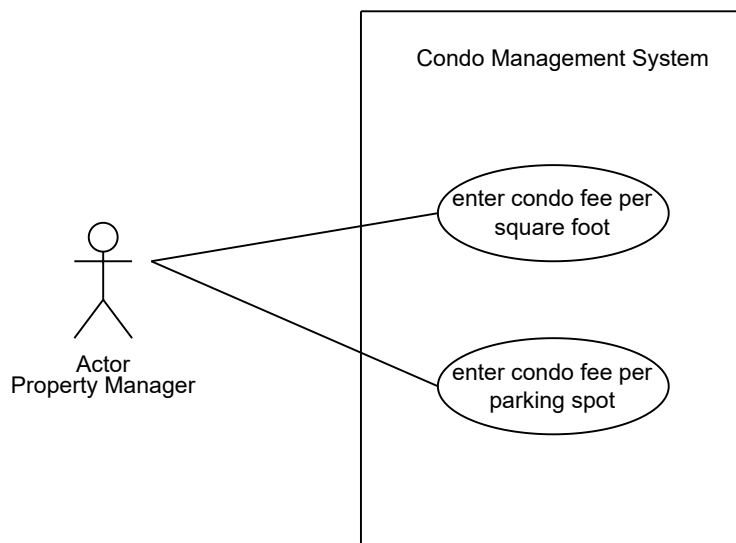 Condo Management System
enter condo fee per
square foot
Actor
Property Manager
enter condo fee per
parking spot